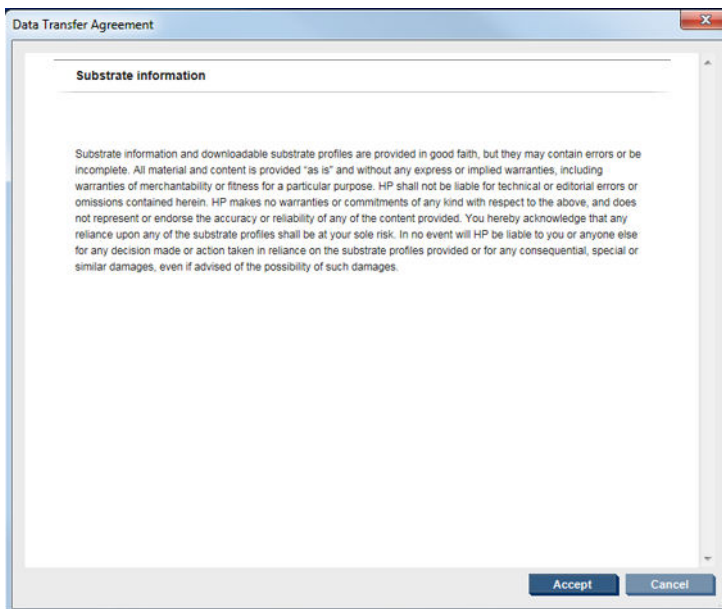 Data Transfer Agreement
Substrate information
Substrate information and downloadable substrate profiles are provided in good faith, but they may contain errors or be
incomplete. All material and content is provided "as is" and without any express or implied warranties, including
warranties of merchantability or fitness for a particular purpose. HP shall not be liable for technical or editorial errors or
omissions contained herein. HP makes no warranties or commitments of any kind with respect to the above, and does
not represent or endorse the accuracy or reliability of any of the content provided. You hereby acknowledge that any
reliance upon any of the substrate profiles shall be at your sole risk. In no event will HP be liable to you or anyone else
for any decision made or action taken in reliance on the substrate profiles provided or for any consequential, special or
similar damages, even if advised of the possibility of such damages.
Accept Cancel